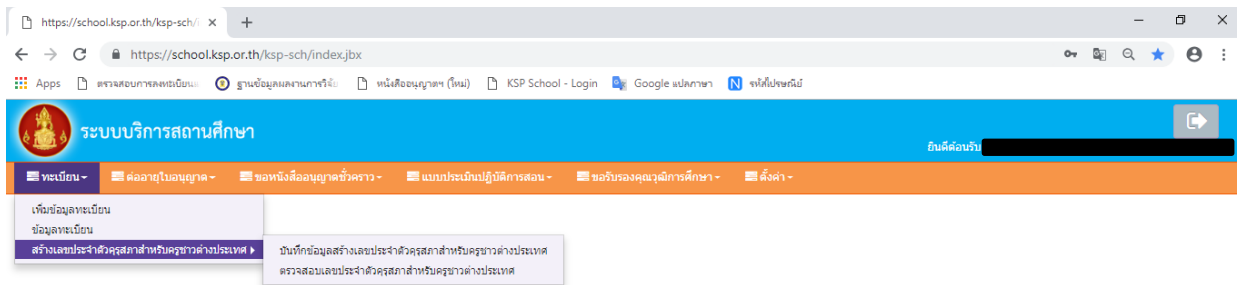 https://school.ksp.or.th/ksp-sch/i
https://school.ksp.or.th/ksp-sch/index.jbx
Apps ตรวจสอบการลงทะเบียน ฐานข้อมูลผลงานการวิจัย หนังสืออนุญาตฯ (ใหม่) KSP School - Login Google แปลภาษา รหัสไปรษณีย์
ระบบบริการสถานศึกษา
ยินดีต้อนรับ
ทะเบียน ต่ออายุใบอนุญาต ขอหนังสืออนุญาตชั่วคราว แบบประเมินปฏิบัติการสอน ขอรับรองคุณวุฒิการศึกษา ตั้งค่า
เพิ่มข้อมูลทะเบียน
ข้อมูลทะเบียน
สร้างเลขประจำตัวคุรุสภาสำหรับครูชาวต่างประเทศ บันทึกข้อมูลสร้างเลขประจำตัวคุรุสภาสำหรับครูชาวต่างประเทศ
ตรวจสอบเลขประจำตัวคุรุสภาสำหรับครูชาวต่างประเทศ